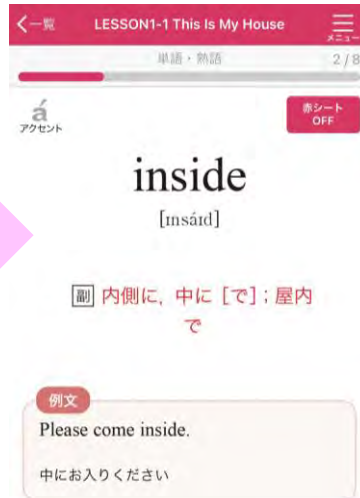 一覧 LESSON1-1 This Is My House メニュー
単語・熟語 2 / 8
á
アクセント
赤シート
OFF
inside
[ɪnsáɪd]
副 内側に，中に［で］；屋内
で
例文
Please come inside.
中にお入りください